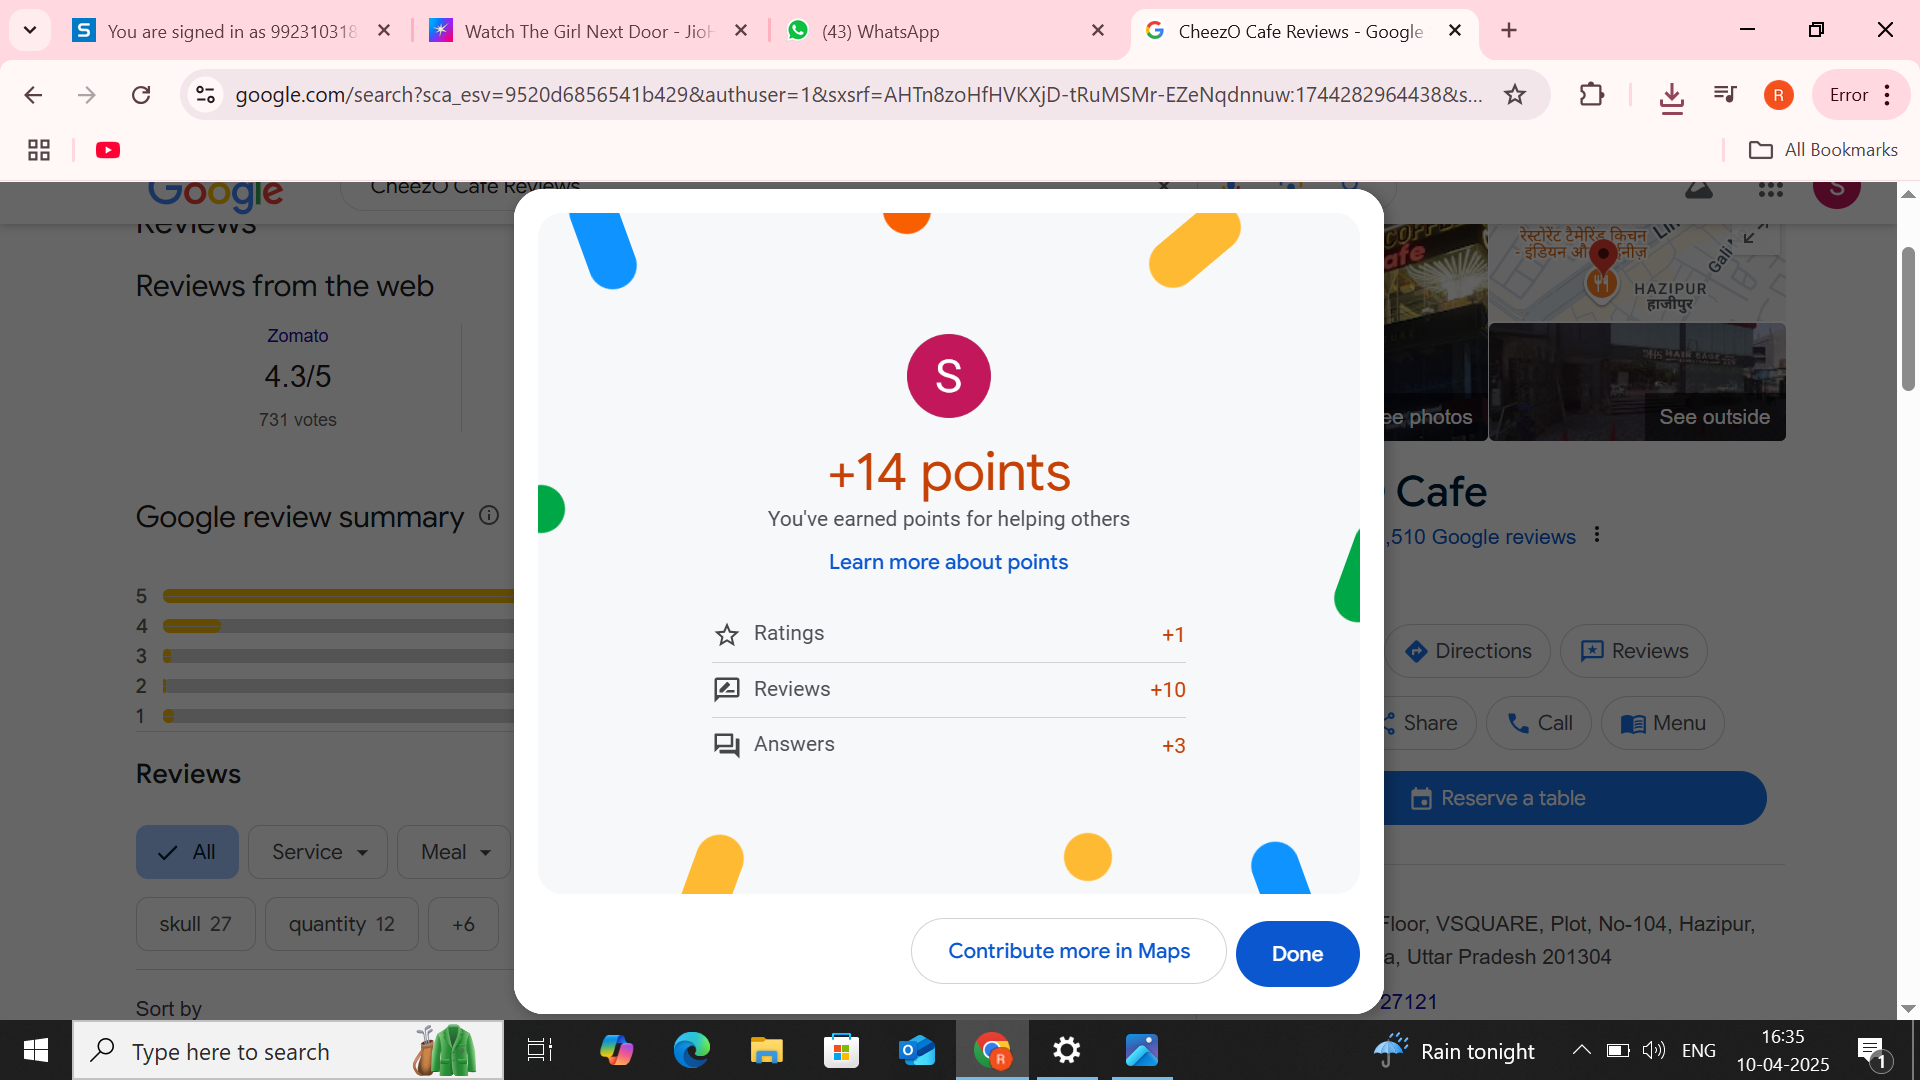 You are signed in as 992310318
Watch The Girl Next Door - JioH
(43) WhatsApp
CheezO Cafe Reviews - Google
google.com/search?sca_esv=9520d6856541b429&authuser=1&sxsrf=AHTn8zoHfHVKXjD-tRuMSMr-EZeNqdnnuw:1744282964438&s...
R
Error
All Bookmarks
Google
CheezO Cafe Reviews
S
Reviews
Reviews from the web
Zomato
4.3/5
731 votes
Google review summary
5
4
3
2
1
Reviews
All
Service
Meal
skull 27
quantity 12
+6
Sort by
S
+14 points
You've earned points for helping others
Learn more about points
Ratings +1
Reviews +10
Answers +3
Contribute more in Maps
Done
रेस्टोरेंट टैमेरिंड किचन
HAZIPUR
हाजीपुर
ee photos
See outside
Cafe
,510 Google reviews
Directions
Reviews
Share
Call
Menu
Reserve a table
Floor, VSQUARE, Plot, No-104, Hazipur,
a, Uttar Pradesh 201304
27121
Type here to search
Rain tonight
ENG
16:35
10-04-2025
1